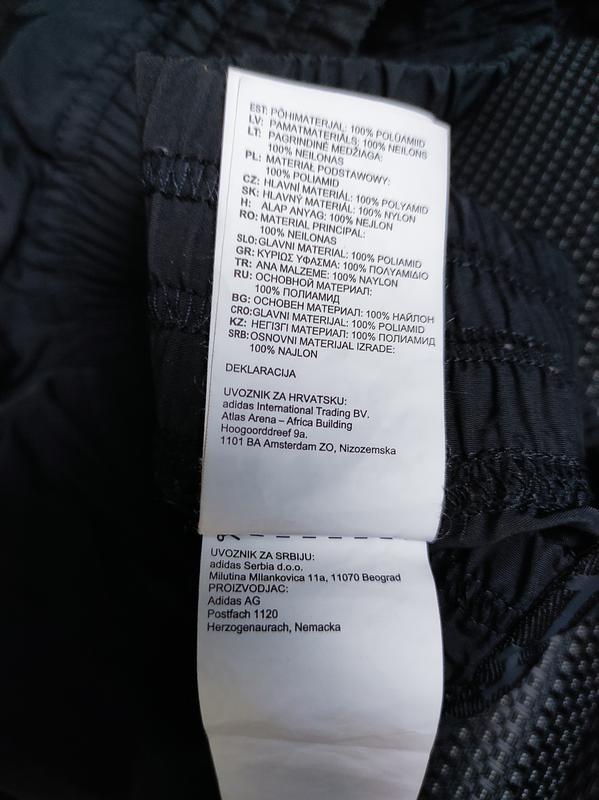 EST: PÕHIMATERJAL: 100% POLÜAMIID
LV: PAMATMATERIĀLS: 100% NEILONS
LT: PAGRINDINĖ MEDŽIAGA:
100% NEILONAS
PL: MATERIAŁ PODSTAWOWY:
100% POLIAMID
CZ: HLAVNÍ MATERIÁL: 100% POLYAMID
SK: HLAVNÝ MATERIÁL: 100% NYLON
H: ALAP ANYAG: 100% NEJLON
RO: MATERIAL PRINCIPAL:
100% NEILONAS
SLO: GLAVNI MATERIAL: 100% POLIAMID
GR: ΚΥΡΙΩΣ ΥΦΑΣΜΑ: 100% ΠΟΛΥΑΜΙΔΙΟ
TR: ANA MALZEME: 100% NAYLON
RU: ОСНОВНОЙ МАТЕРИАЛ:
100% ПОЛИАМИД
BG: ОСНОВЕН МАТЕРИАЛ: 100% НАЙЛОН
CRO: GLAVNI MATERIJAL: 100% POLIAMID
KZ: НЕГІЗГІ МАТЕРИАЛ: 100% ПОЛИАМИД
SRB: OSNOVNI MATERIJAL IZRADE:
100% NAJLON
DEKLARACIJA
UVOZNIK ZA HRVATSKU:
adidas International Trading BV.
Atlas Arena – Africa Building
Hoogoorddreef 9a.
1101 BA Amsterdam ZO, Nizozemska
UVOZNIK ZA SRBIJU:
adidas Serbia d.o.o.
Milutina MIlankovica 11a, 11070 Beograd
PROIZVODJAC:
Adidas AG
Postfach 1120
Herzogenaurach, Nemacka